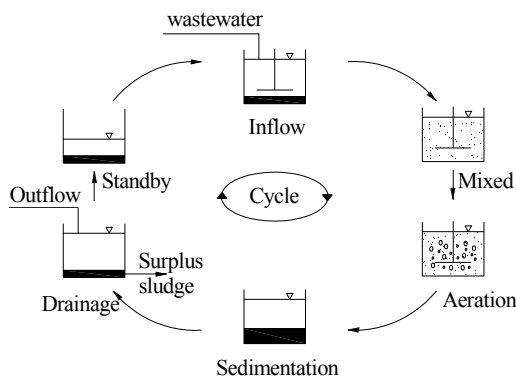 wastewater
Inflow
Mixed
Aeration
Sedimentation
Surplus
sludge
Drainage
Outflow
Standby
Cycle